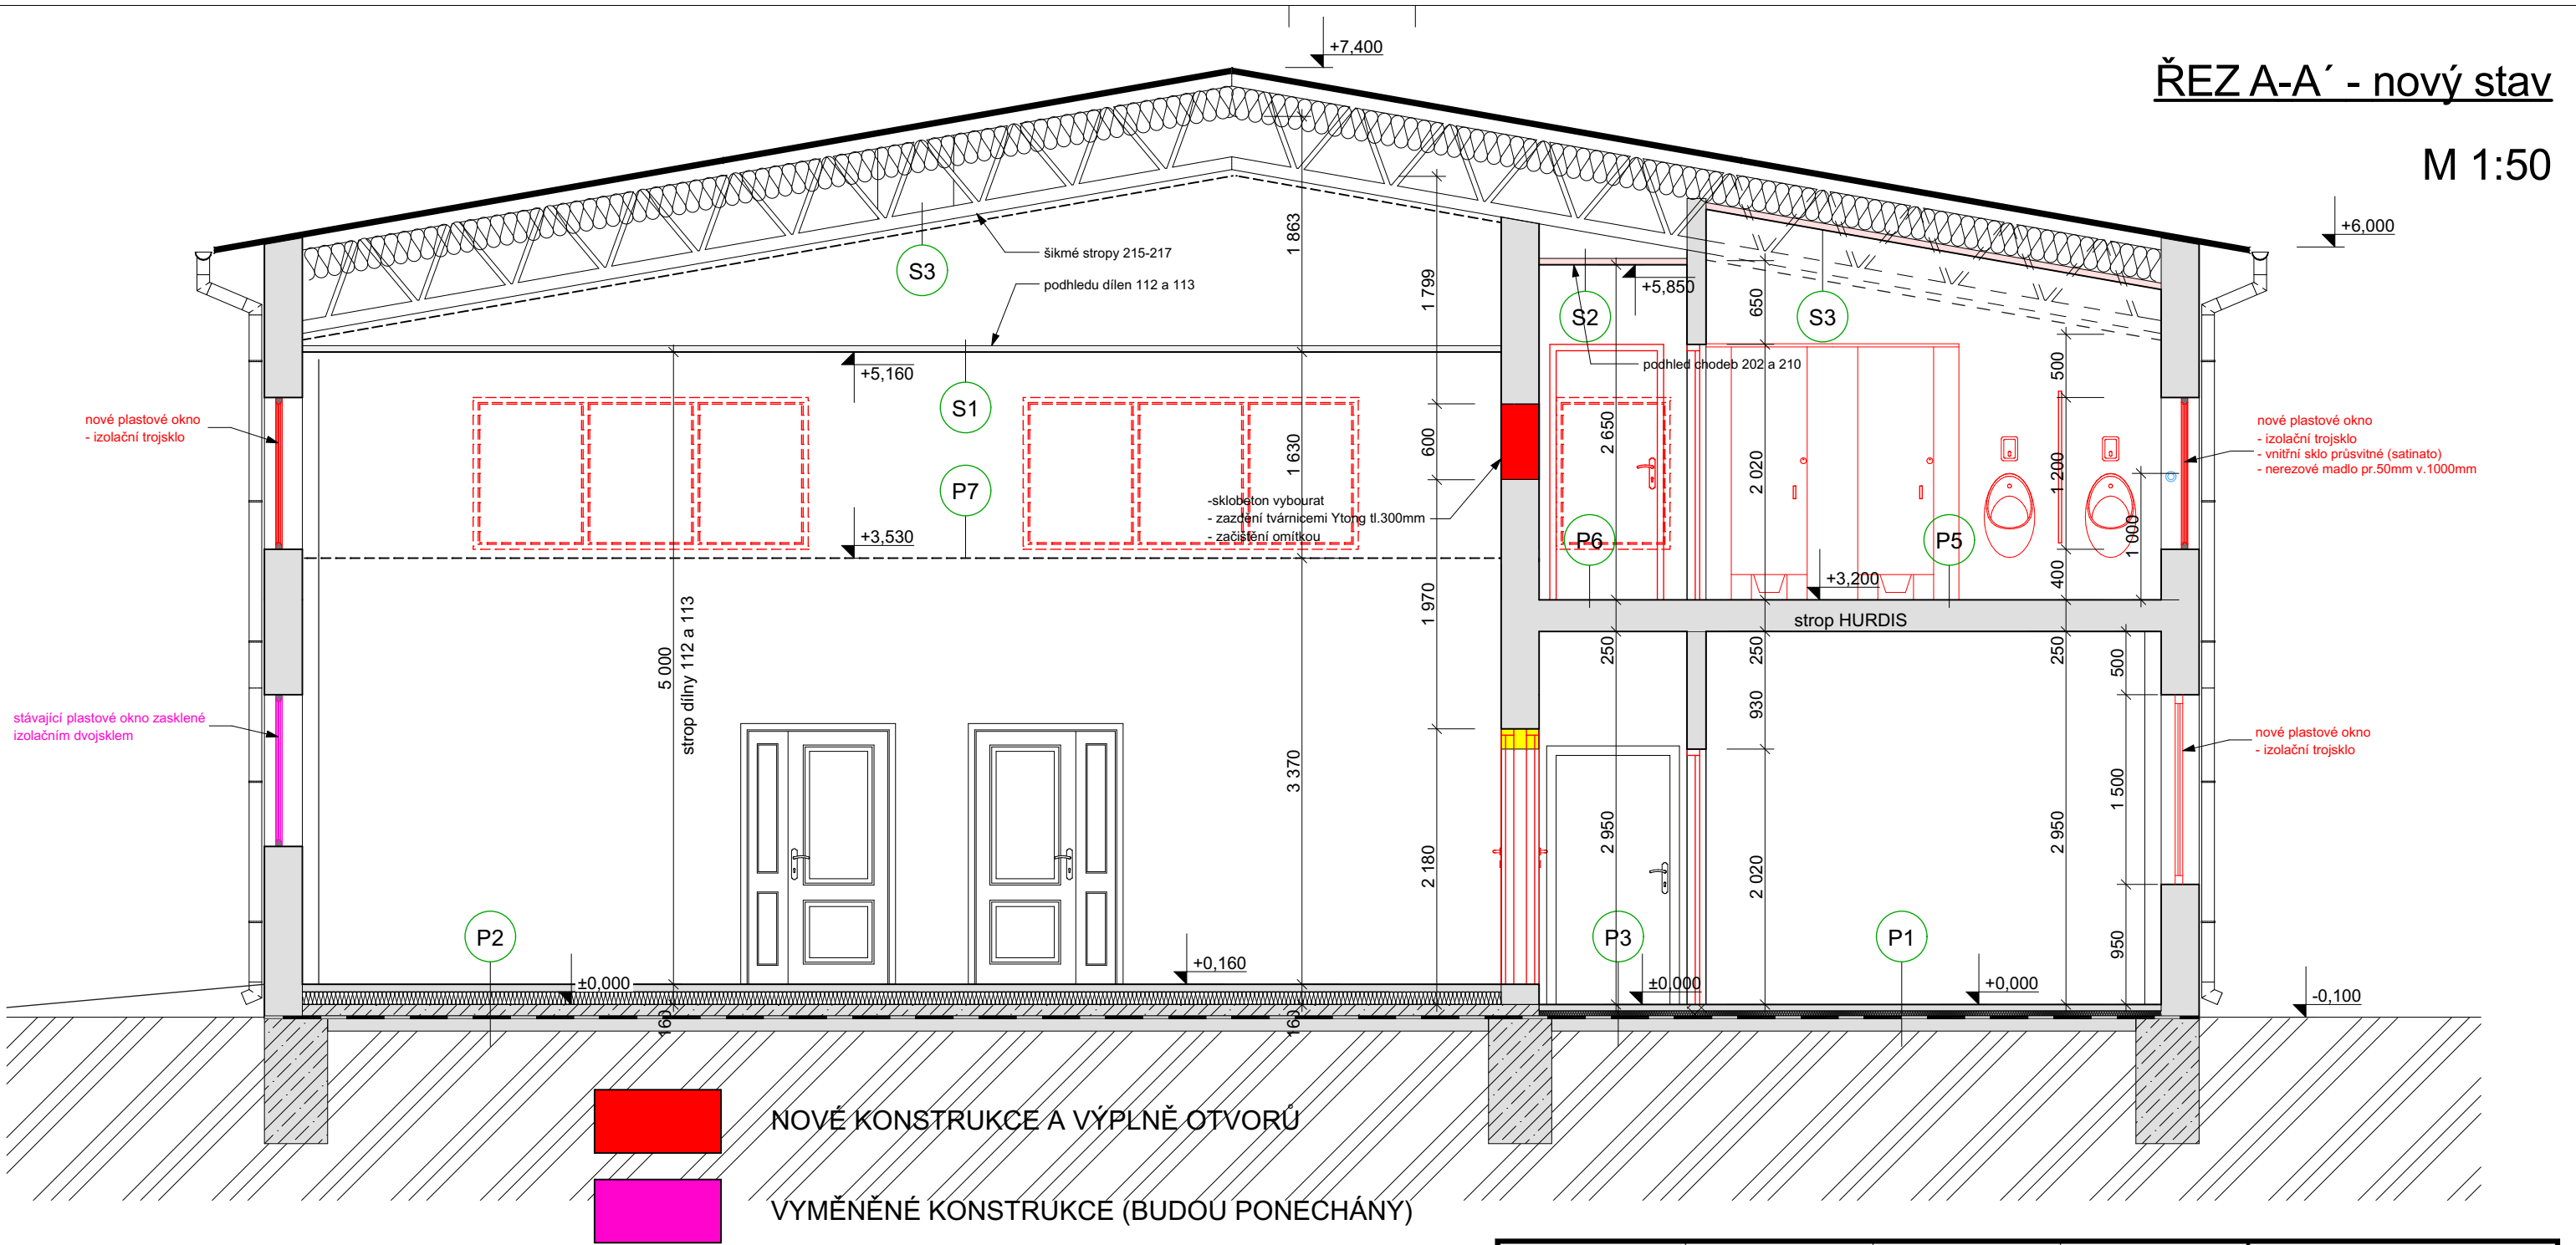 +7,400
ŘEZ A-A´ - nový stav
M 1:50
+6,000
1 863
S3
šikmé stropy 215-217
podhledu dílen 112 a 113
1 799
+5,850
650
S2
S3
+5,160
podhled chodeb 202 a 210
500
S1
nové plastové okno
- izolační trojsklo
nové plastové okno
- izolační trojsklo
- vnitřní sklo průsvitné (satinato)
- nerezové madlo pr.50mm v.1000mm
1 630
600
2 650
2 020
1 200
P7
-sklobeton vybourat
- zazdění tvárnicemi Ytong tl.300mm
- začištění omítkou
+3,530
P6
P5
1 000
+3,200
400
strop HURDIS
1 970
250
250
250
500
5 000
strop dílny 112 a 113
930
stávající plastové okno zasklené
izolačním dvojsklem
nové plastové okno
- izolační trojsklo
3 370
1 500
2 180
2 950
2 020
2 950
P2
P3
P1
950
+0,160
±0,000
±0,000
+0,000
-0,100
160
160
NOVÉ KONSTRUKCE A VÝPLNĚ OTVORŮ
VYMĚNĚNÉ KONSTRUKCE (BUDOU PONECHÁNY)